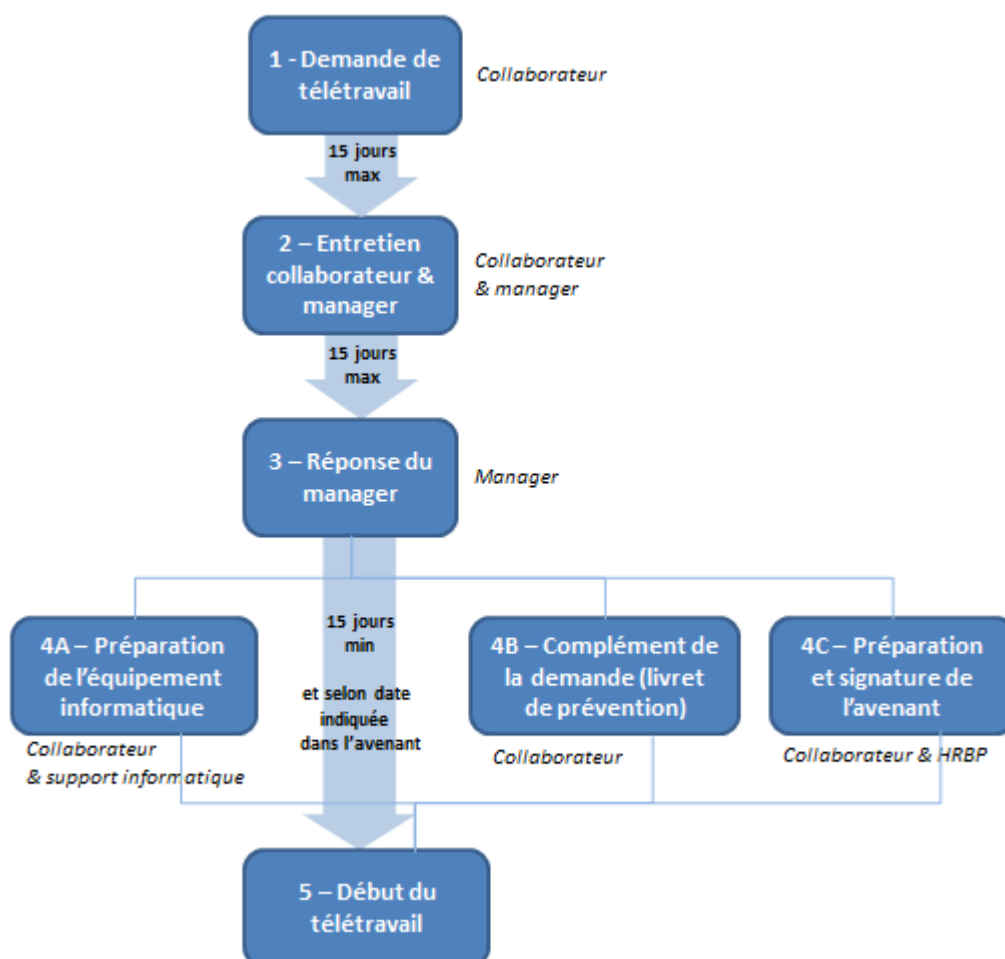 1 - Demande de
télétravail
Collaborateur
15 jours
max
2 – Entretien
collaborateur &
manager
Collaborateur
& manager
15 jours
max
3 – Réponse du
manager
Manager
15 jours
min
et selon date
indiquée
dans l’avenant
4A – Préparation
de l’équipement
informatique
Collaborateur
& support informatique
4B – Complément de
la demande (livret
de prévention)
Collaborateur
4C – Préparation
et signature de
l’avenant
Collaborateur & HRBP
5 – Début du
télétravail